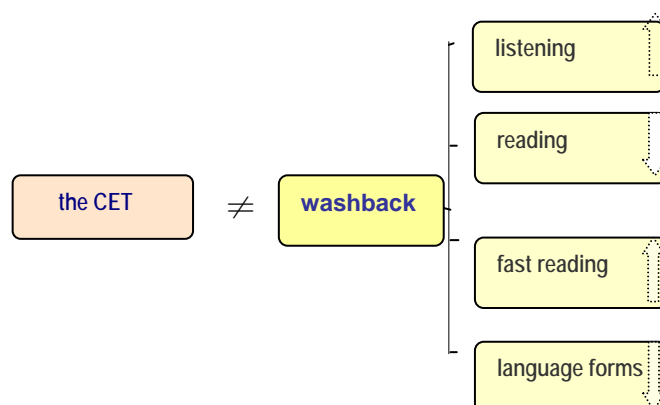 listening
reading
the CET ≠ washback
fast reading
language forms